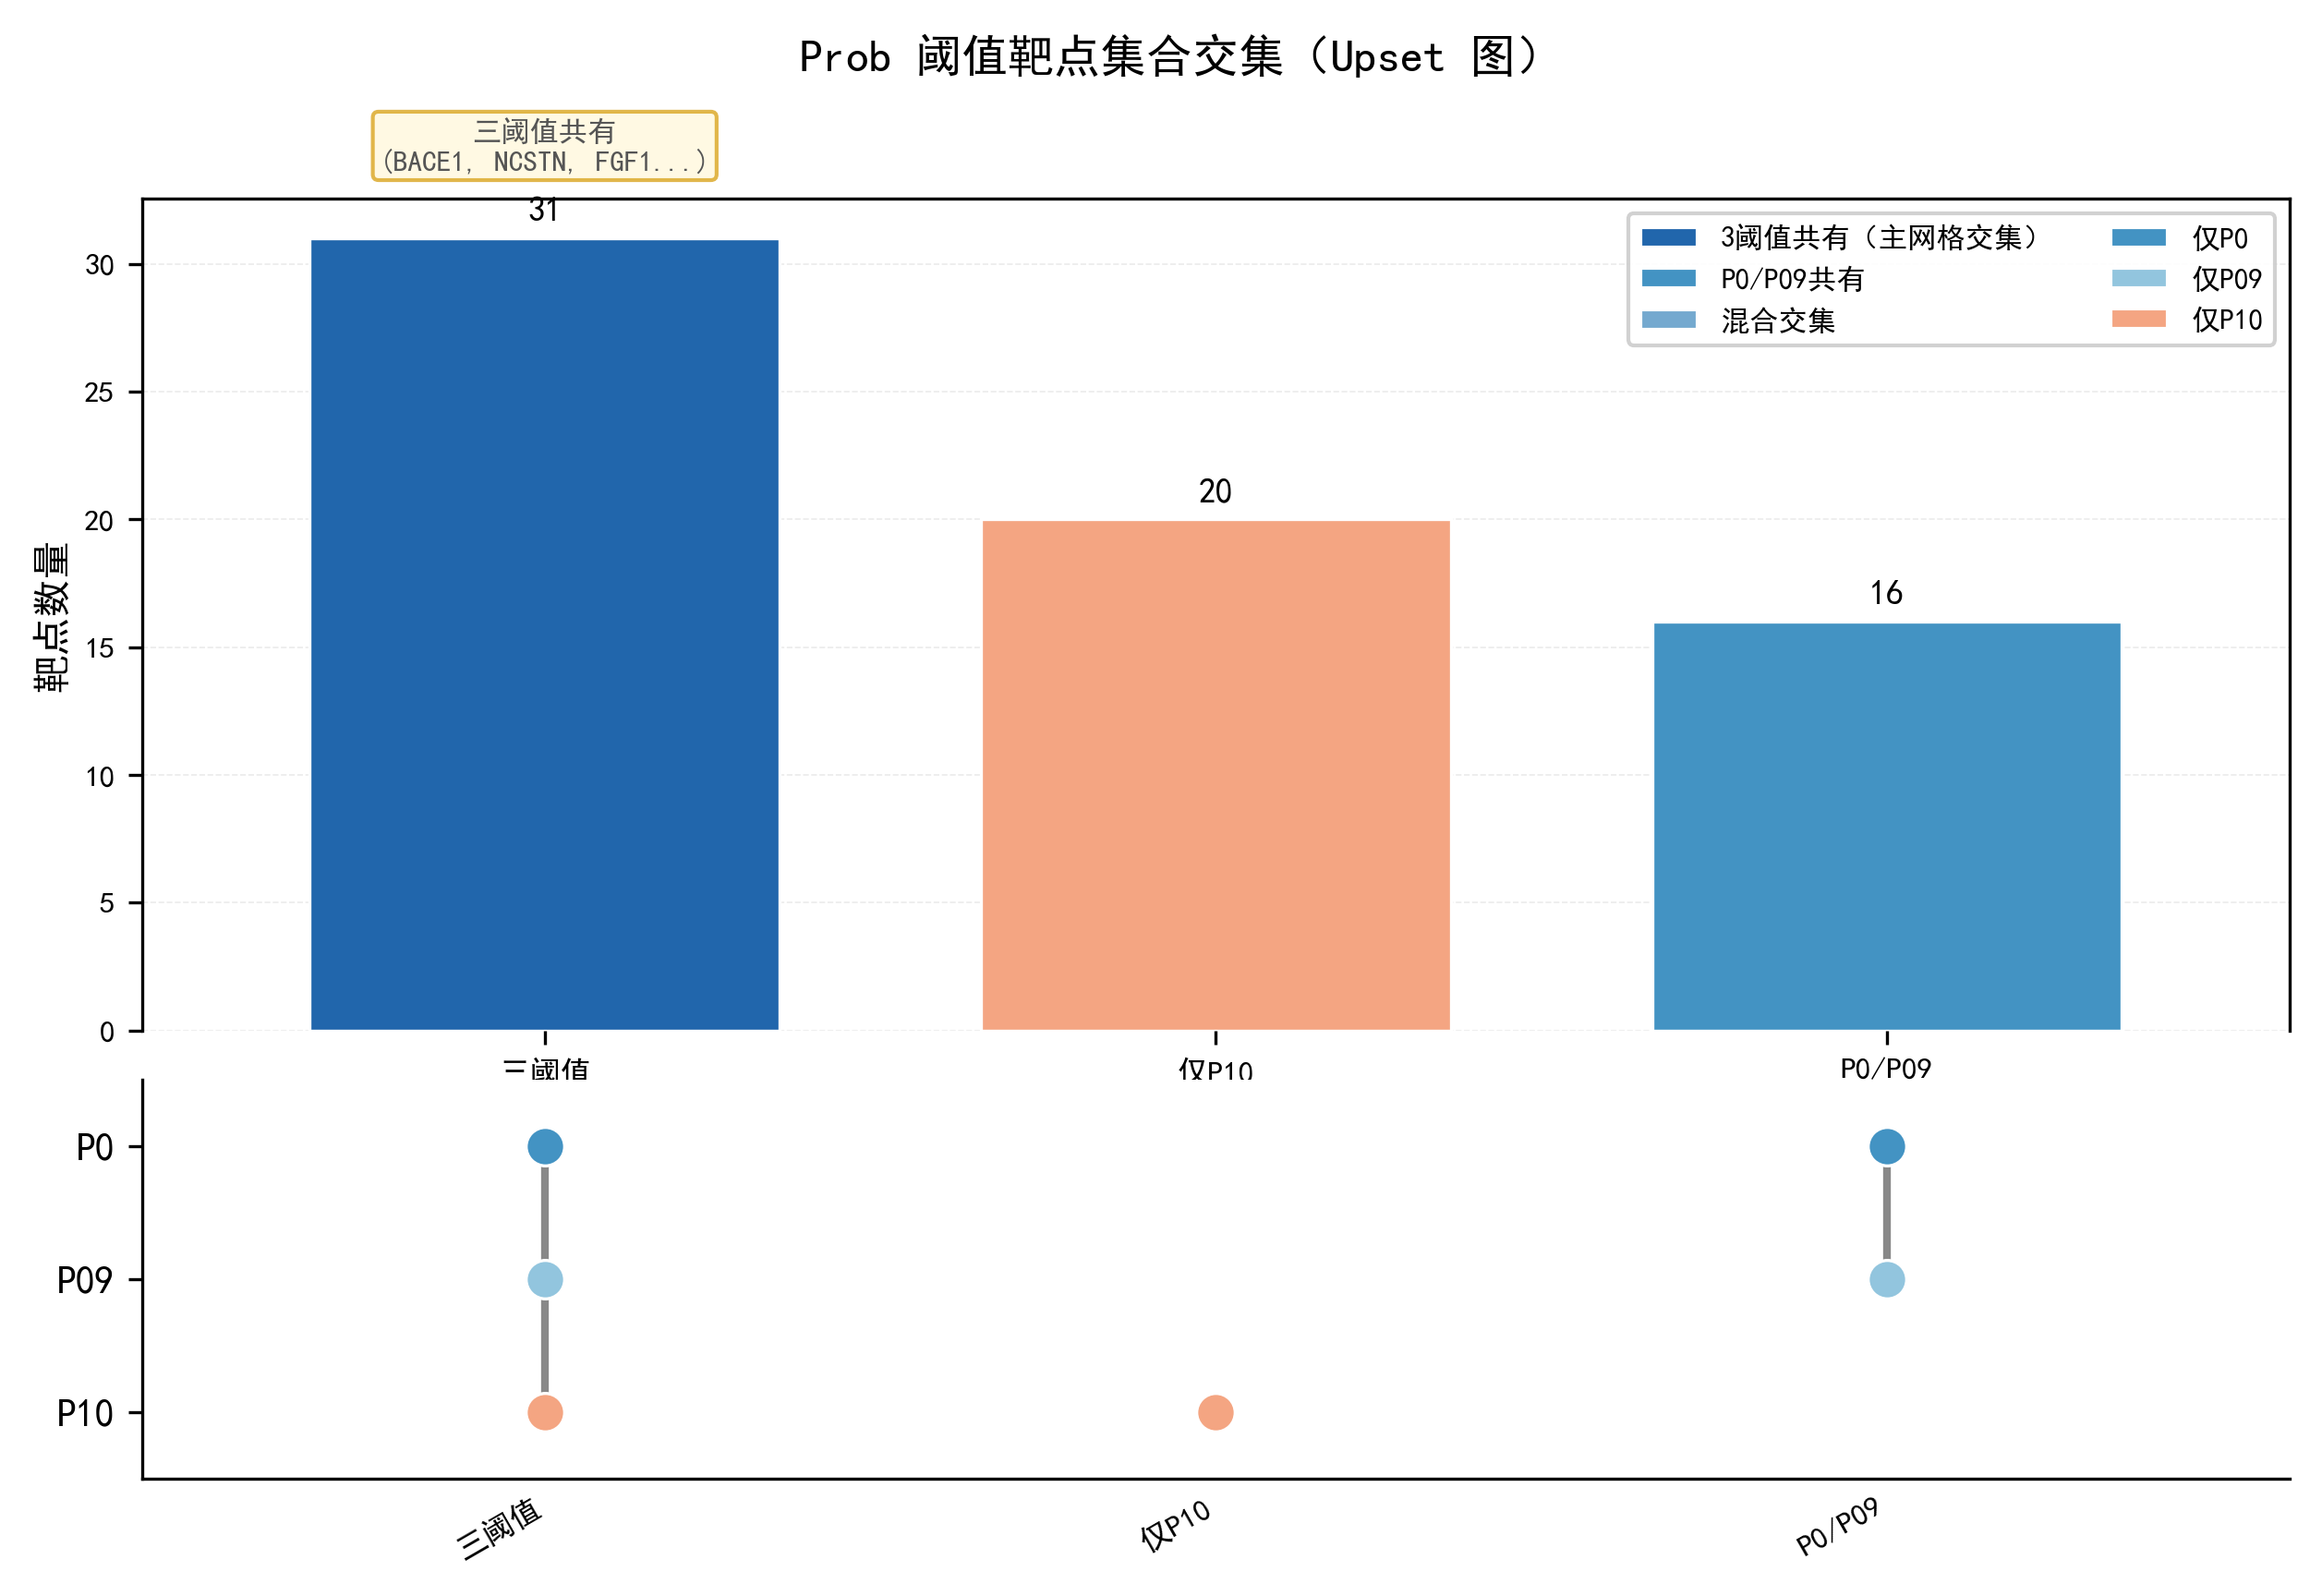 Prob 阈值靶点集合交集（Upset 图）
三阈值共有
(BACE1, NCSTN, FGF1...)
31
3阈值共有（主网格交集）
P0/P09共有
混合交集
仅P0
仅P09
仅P10
20
16
靶点数量
30
25
20
15
10
5
0
三阈值
仅P10
P0/P09
P0
P09
P10
三阈值
仅P10
P0/P09